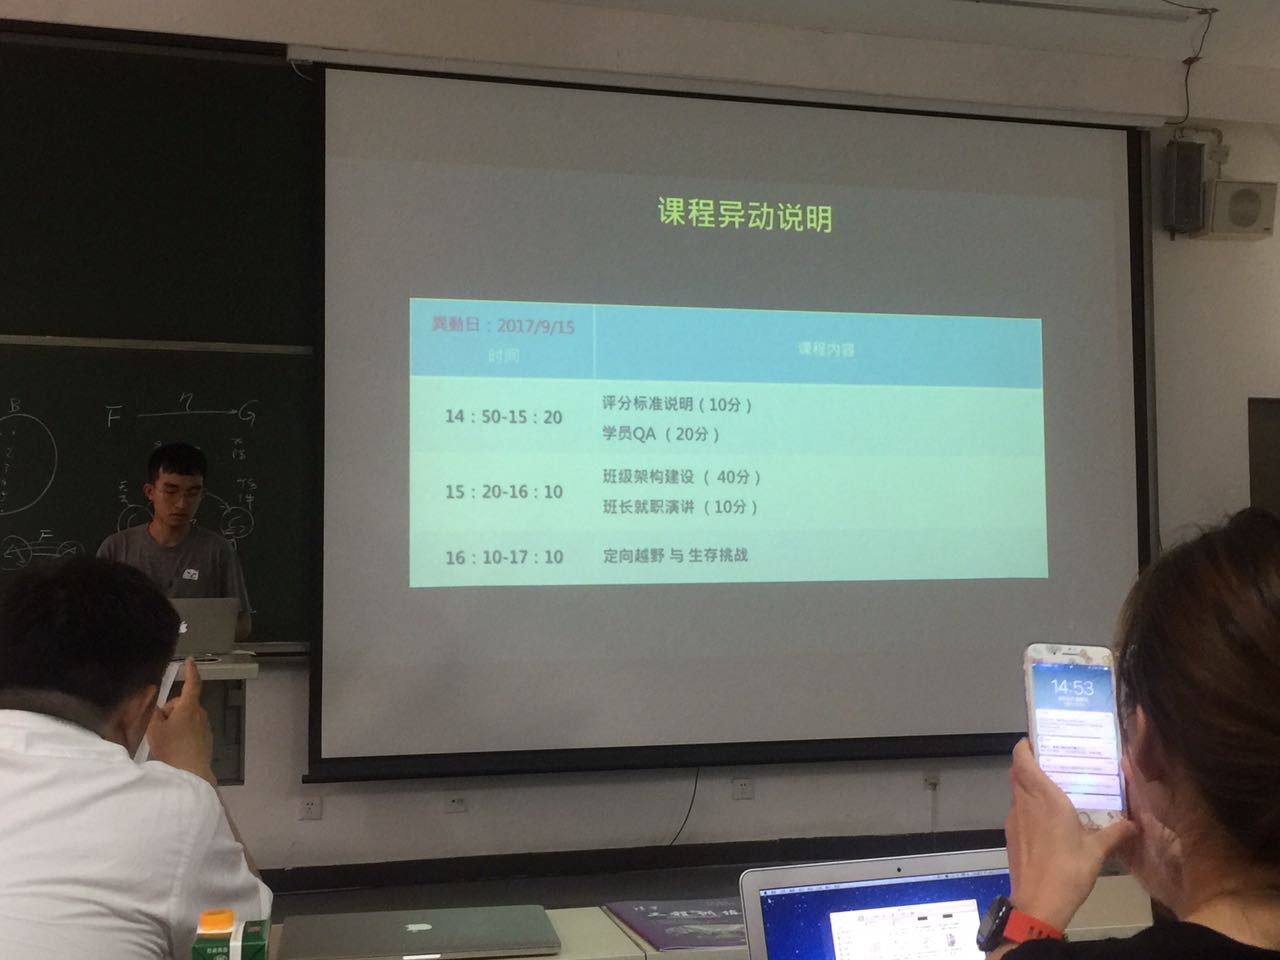 课程异动说明
異動日：2017/9/15
时间
课程内容
14：50-15：20
评分标准说明（10分）
学员QA （20分）
15：20-16：10
班级架构建设 （ 40分）
班长就职演讲 （10分）
16：10-17：10
定向越野 与 生存挑战
B
F
η
G
F
14:53